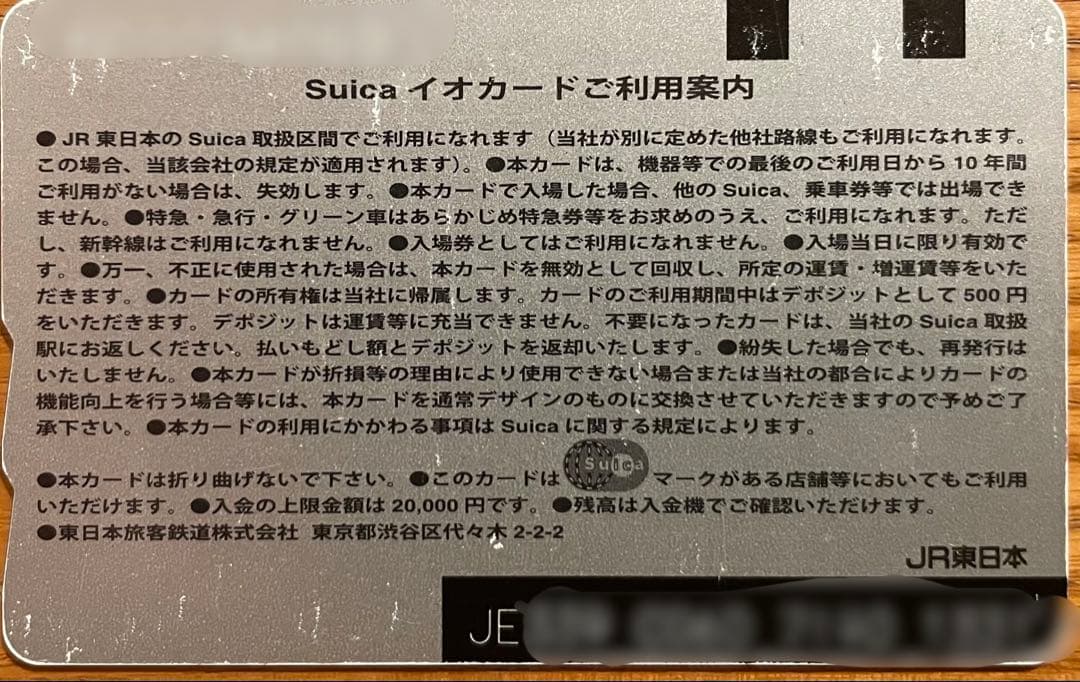 Suica イオカードご利用案内
●JR 東日本の Suica 取扱区間でご利用になれます（当社が別に定めた他社路線もご利用になれます。
この場合、当該会社の規定が適用されます）。●本カードは、機器等での最後のご利用日から 10 年間
ご利用がない場合は、失効します。●本カードで入場した場合、他の Suica、乗車券等では出場でき
ません。●特急・急行・グリーン車はあらかじめ特急券等をお求めのうえ、ご利用になれます。ただ
し、新幹線はご利用になれません。●入場券としてはご利用になれません。●入場当日に限り有効で
す。●万一、不正に使用された場合は、本カードを無効として回収し、所定の運賃・増運賃等をいた
だきます。●カードの所有権は当社に帰属します。カードのご利用期間中はデポジットとして 500 円
をいただきます。デポジットは運賃等に充当できません。不要になったカードは、当社の Suica 取扱
駅にお返しください。払いもどし額とデポジットを返却いたします。●紛失した場合でも、再発行は
いたしません。●本カードが折損等の理由により使用できない場合または当社の都合によりカードの
機能向上を行う場合等には、本カードを通常デザインのものに交換させていただきますので予めご了
承下さい。●本カードの利用にかかわる事項は Suica に関する規定によります。
●本カードは折り曲げないで下さい。●このカードは Suica マークがある店舗等においてもご利用
いただけます。●入金の上限金額は 20,000 円です。●残高は入金機でご確認いただけます。
●東日本旅客鉄道株式会社 東京都渋谷区代々木 2-2-2
JR東日本
JE